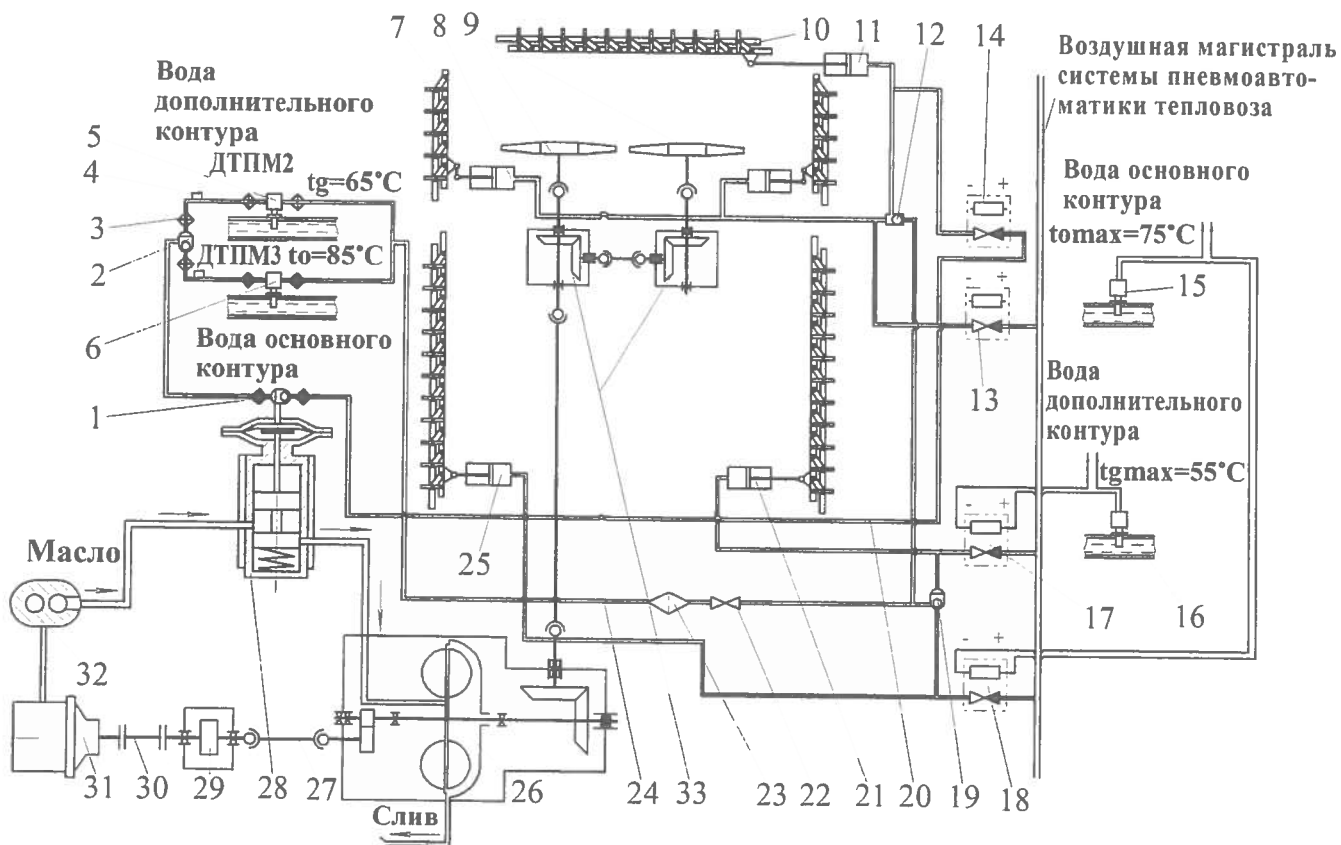 7 8 9
10 11 12 14
Воздушная магистраль
системы пневмоавто-
матики тепловоза
Вода
дополнительного
контура
5
4
ДТПМ2
tg=65°C
3
2
ДТПМ3 to=85°C
6
Вода основного
контура
1
Вода основного
контура
tomax=75°C
- +
15
- +
13
Вода
дополнительного
контура
tgmax=55°C
- +
25
Масло
17 16
- +
32
31 30 29 28 27 26 24 33 23 22 21 20 19 18
Слив